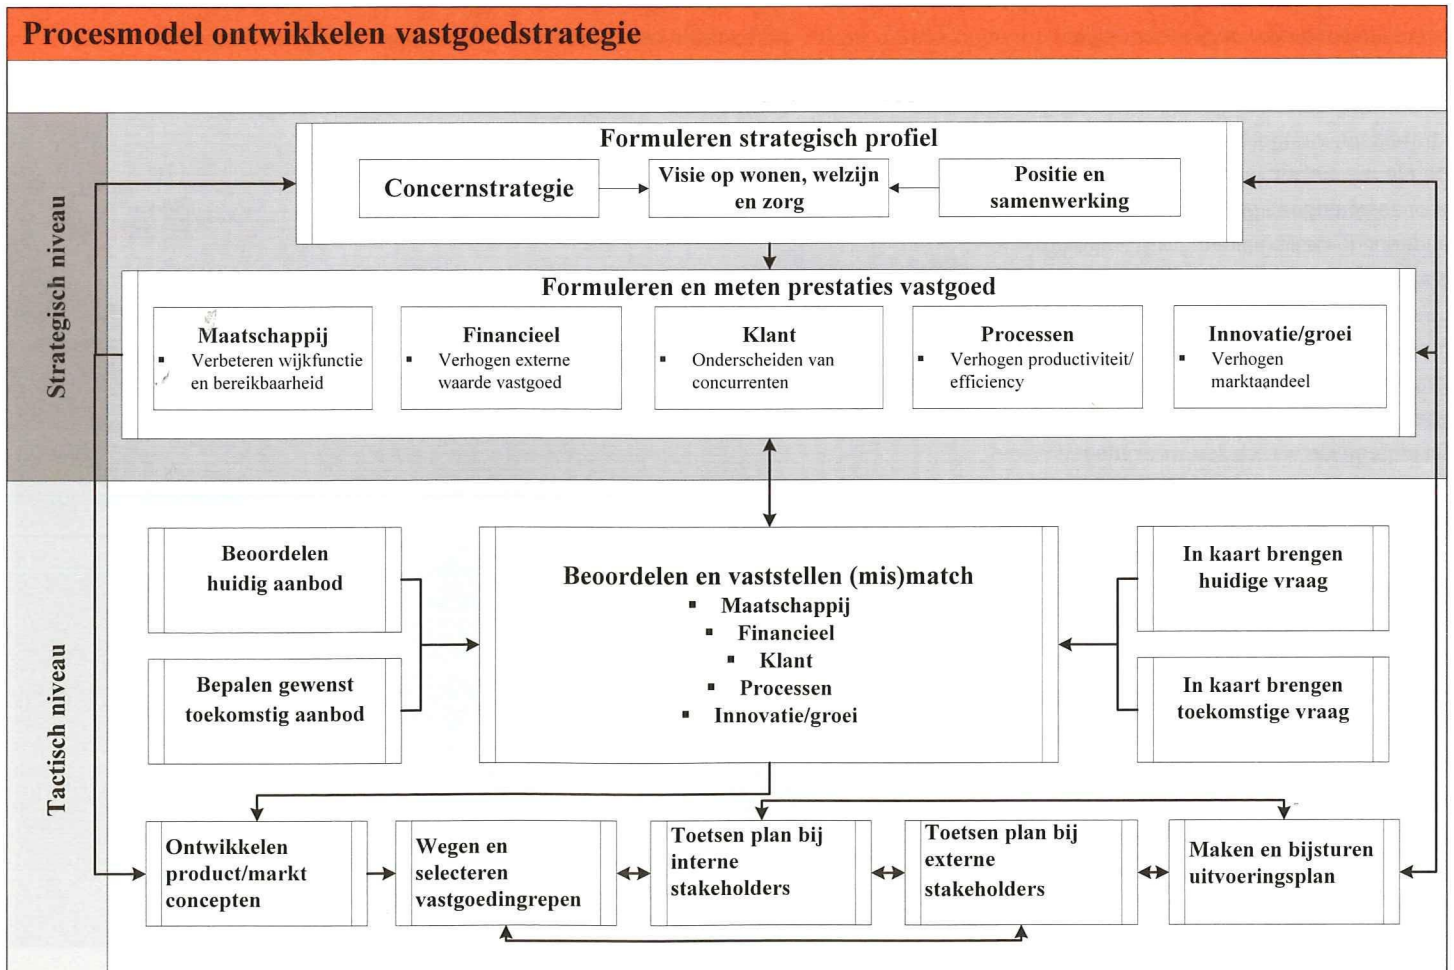 Procesmodel ontwikkelen vastgoedstrategie
Strategisch niveau
Formuleren strategisch profiel
Concernstrategie
Visie op wonen, welzijn
en zorg
Positie en
samenwerking
Formuleren en meten prestaties vastgoed
Maatschappij
▪ Verbeteren wijkfunctie
en bereikbaarheid
Financieel
▪ Verhogen externe
waarde vastgoed
Klant
▪ Onderscheiden van
concurrenten
Processen
▪ Verhogen productiviteit/
efficiency
Innovatie/groei
▪ Verhogen
marktaandeel
Tactisch niveau
Beoordelen
huidig aanbod
Bepalen gewenst
toekomstig aanbod
Beoordelen en vaststellen (mis)match
▪ Maatschappij
▪ Financieel
▪ Klant
▪ Processen
▪ Innovatie/groei
In kaart brengen
huidige vraag
In kaart brengen
toekomstige vraag
Ontwikkelen
product/markt
concepten
Wegen en
selecteren
vastgoedingrepen
Toetsen plan bij
interne
stakeholders
Toetsen plan bij
externe
stakeholders
Maken en bijsturen
uitvoeringsplan